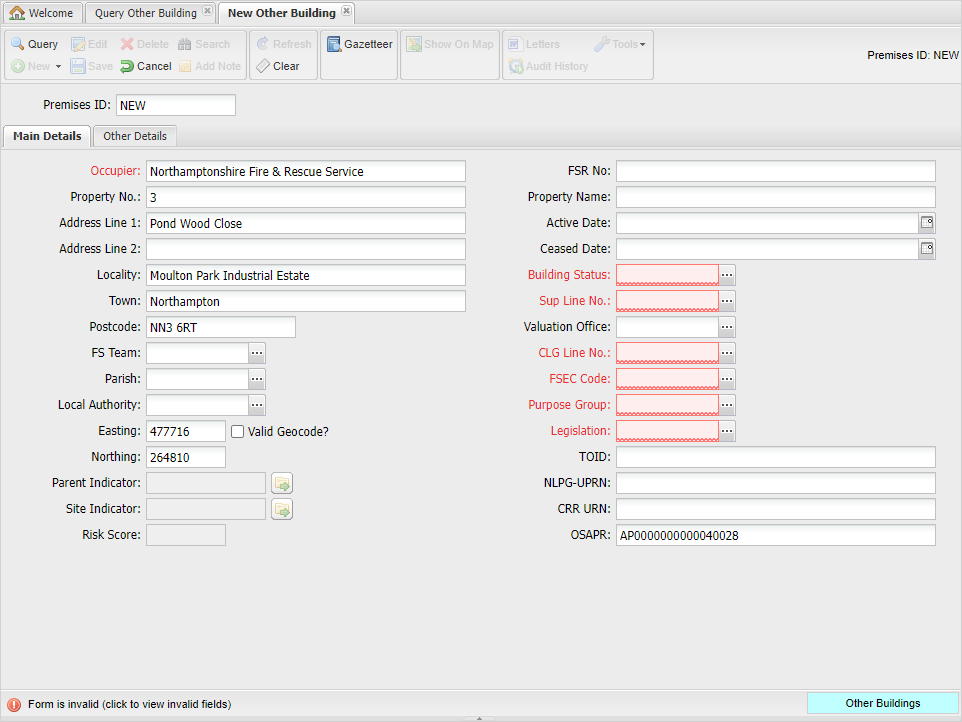 Welcome
Query Other Building
New Other Building
Query Edit Delete Search
Refresh
Gazetteer
Show On Map
Letters Tools
New Save Cancel Add Note
Clear
Audit History
Premises ID: NEW
Premises ID: NEW
Main Details
Other Details
Occupier: Northamptonshire Fire & Rescue Service
Property No.: 3
Address Line 1: Pond Wood Close
Address Line 2:
Locality: Moulton Park Industrial Estate
Town: Northampton
Postcode: NN3 6RT
FS Team: ...
Parish: ...
Local Authority: ...
Easting: 477716 Valid Geocode?
Northing: 264810
Parent Indicator:
Site Indicator:
Risk Score:
FSR No:
Property Name:
Active Date:
Ceased Date:
Building Status: ...
Sup Line No.: ...
Valuation Office: ...
CLG Line No.: ...
FSEC Code: ...
Purpose Group: ...
Legislation: ...
TOID:
NLPG-UPRN:
CRR URN:
OSAPR: AP0000000000040028
Form is invalid (click to view invalid fields)
Other Buildings